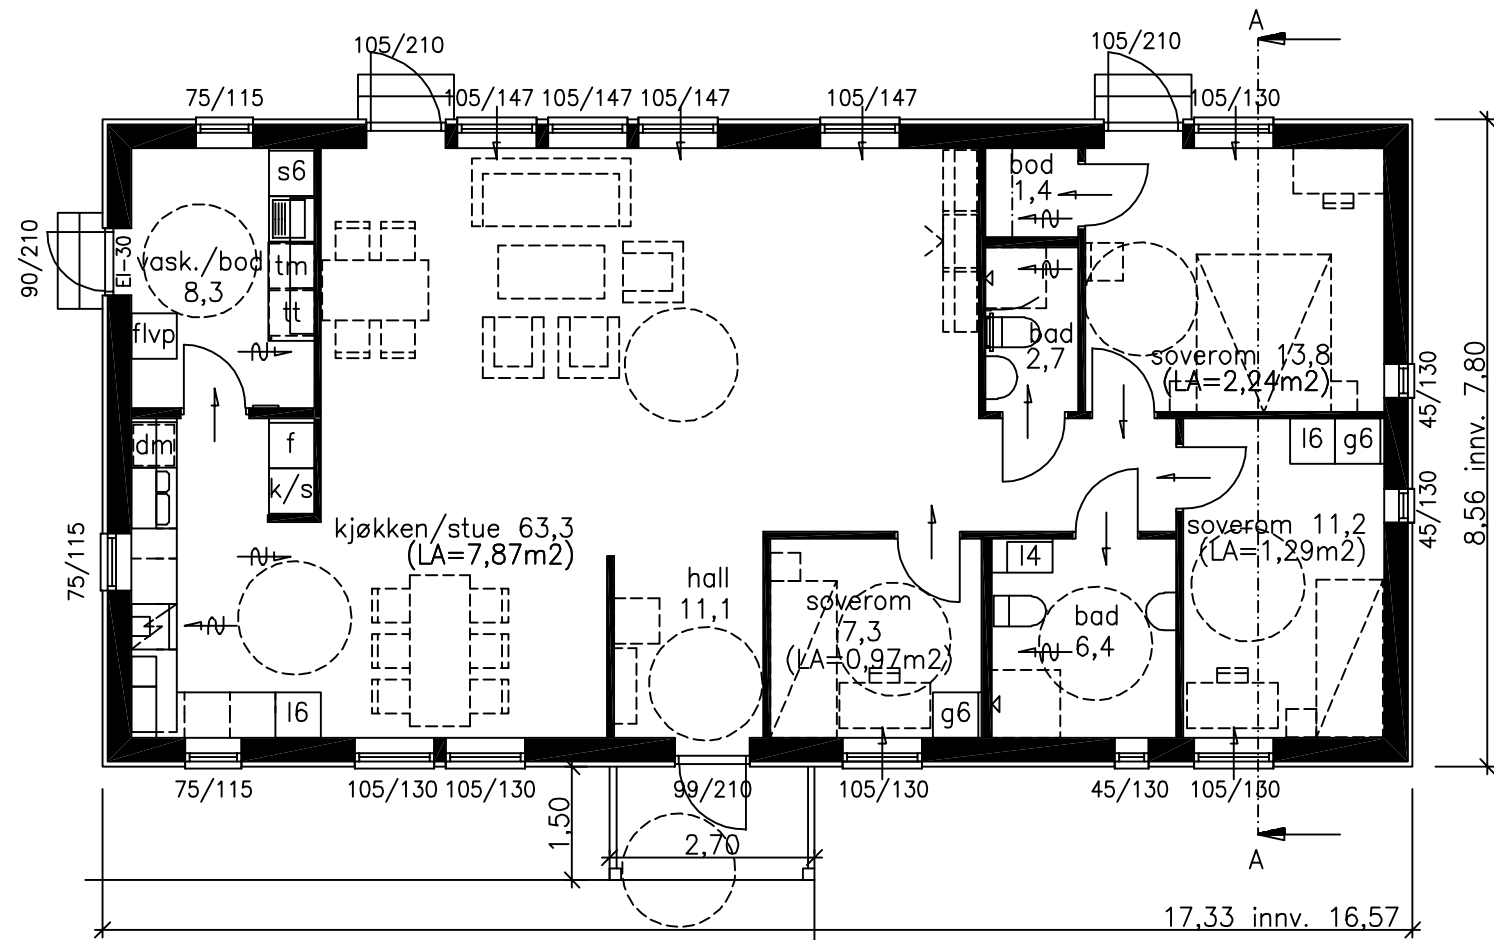 A
105/210
105/210
75/115
105/147
105/147
105/147
105/147
105/130
s6
bod
1,4
90/210
EI-30
vask./bod
8,3
tm
tt
flvp
bad
2,7
soverom 13,8
(LA=2,24m2)
45/130
8,56 innv. 7,80
dm
f
k/s
l6
g6
45/130
kjøkken/stue 63,3
(LA=7,87m2)
soverom 11,2
(LA=1,29m2)
75/115
l4
hall
11,1
soverom
7,3
(LA=0,97m2)
bad
6,4
l6
g6
75/115
105/130
105/130
99/210
105/130
45/130
105/130
1,50
2,70
A
17,33 innv. 16,57